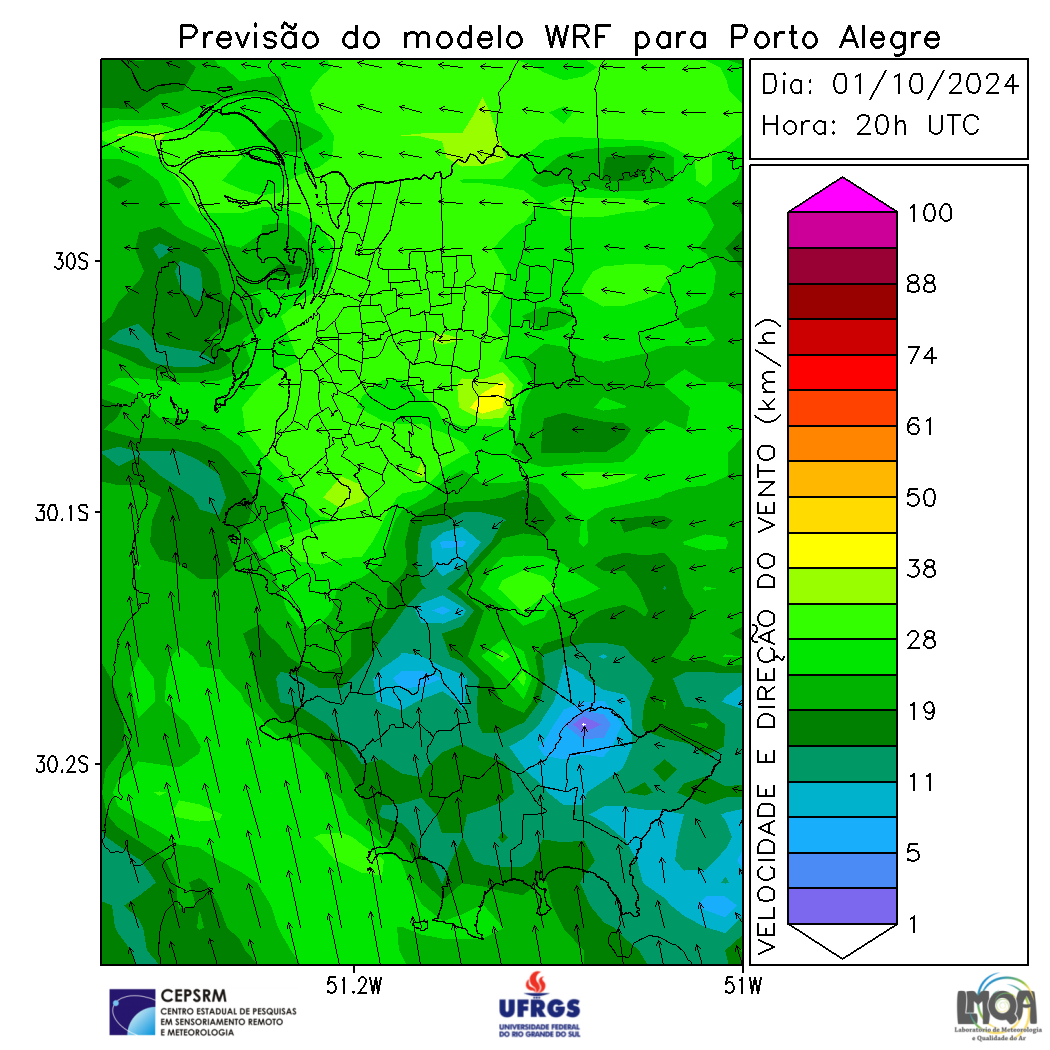 Previsão do modelo WRF para Porto Alegre
Dia: 01/10/2024
Hora: 20h UTC
30S
30.1S
30.2S
51.2W
51W
VELOCIDADE E DIREÇÃO DO VENTO (km/h)
100
88
74
61
50
38
28
19
11
5
1
CEPSRM
CENTRO ESTADUAL DE PESQUISAS
EM SENSORIAMENTO REMOTO
E METEOROLOGIA
UFRGS
UNIVERSIDADE FEDERAL
DO RIO GRANDE DO SUL
LMQA
Laboratório de Meteorologia
e Qualidade do Ar